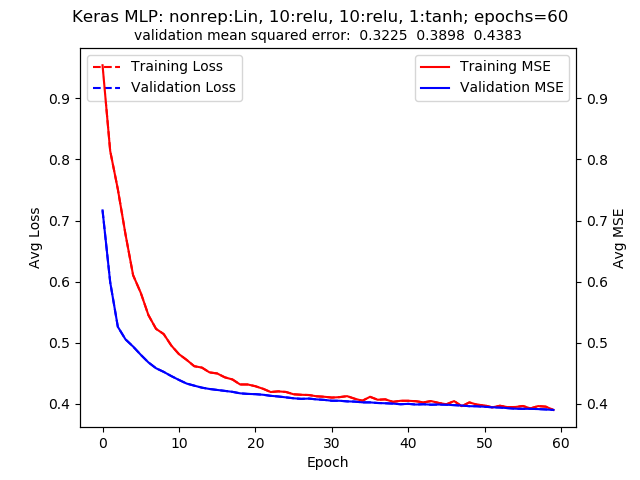 Keras MLP: nonrep:Lin, 10:relu, 10:relu, 1:tanh; epochs=60
validation mean squared error:  0.3225  0.3898  0.4383
Training Loss
Validation Loss
Training MSE
Validation MSE
Avg Loss
0.9
0.8
0.7
0.6
0.5
0.4
0.9
0.8
0.7
0.6
0.5
0.4
Avg MSE
0
10
20
30
40
50
60
Epoch